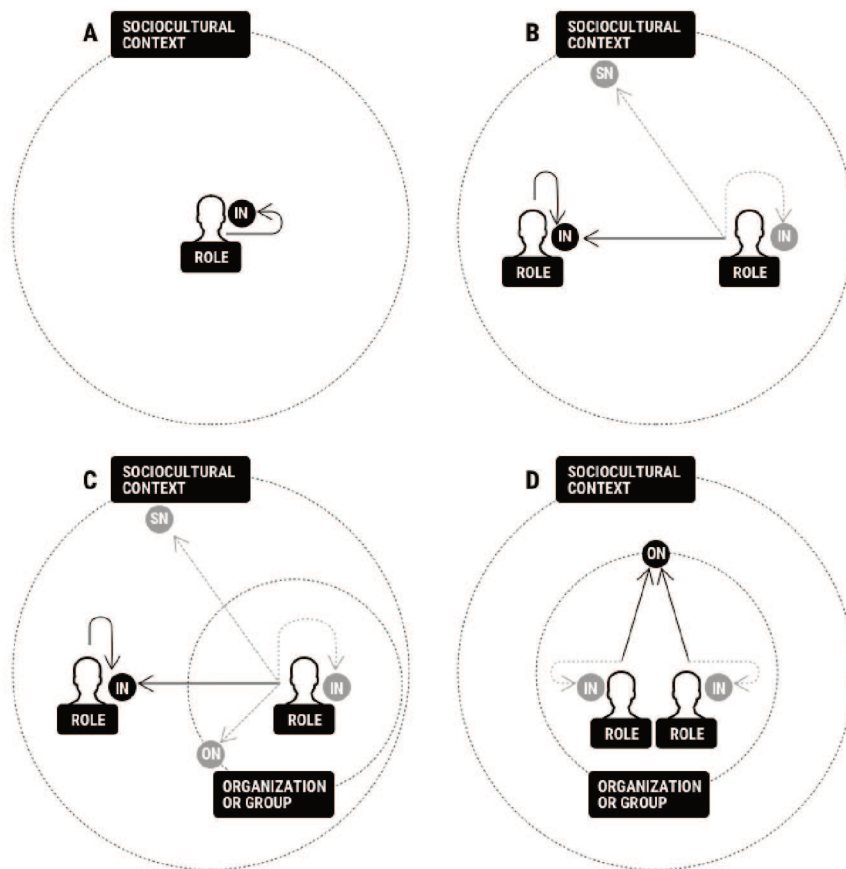 A
SOCIOCULTURAL
CONTEXT
IN
ROLE
B
SOCIOCULTURAL
CONTEXT
SN
IN
IN
ROLE
ROLE
C
SOCIOCULTURAL
CONTEXT
SN
IN
IN
ROLE
ROLE
ON
ORGANIZATION
OR GROUP
D
SOCIOCULTURAL
CONTEXT
ON
IN
IN
ROLE
ROLE
ORGANIZATION
OR GROUP